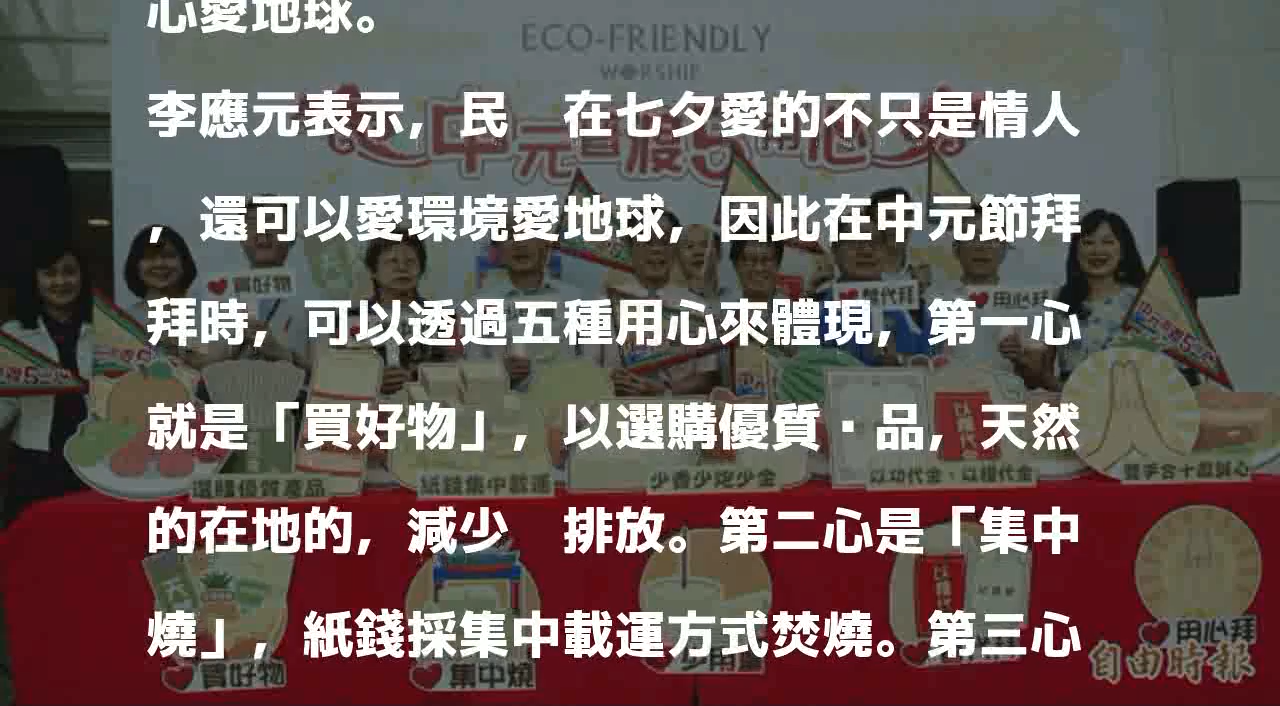 心愛地球。
ECO-FRIENDLY
WORSHIP
李應元表示，民　在七夕愛的不只是情人
，還可以愛環境愛地球，因此在中元節拜
買好物
替代拜
用心拜
拜時，可以透過五種用心來體現，第一心
就是「買好物」，以選購優質·品，天然
選購優質產品
紙錢集中載運
少香少炮少金
以功代金、以糧代金
雙手合十最誠心
的在地的，減少　排放。第二心是「集中
燒」，紙錢採集中載運方式焚燒。第三心
買好物
集中燒
用心拜
自由時報